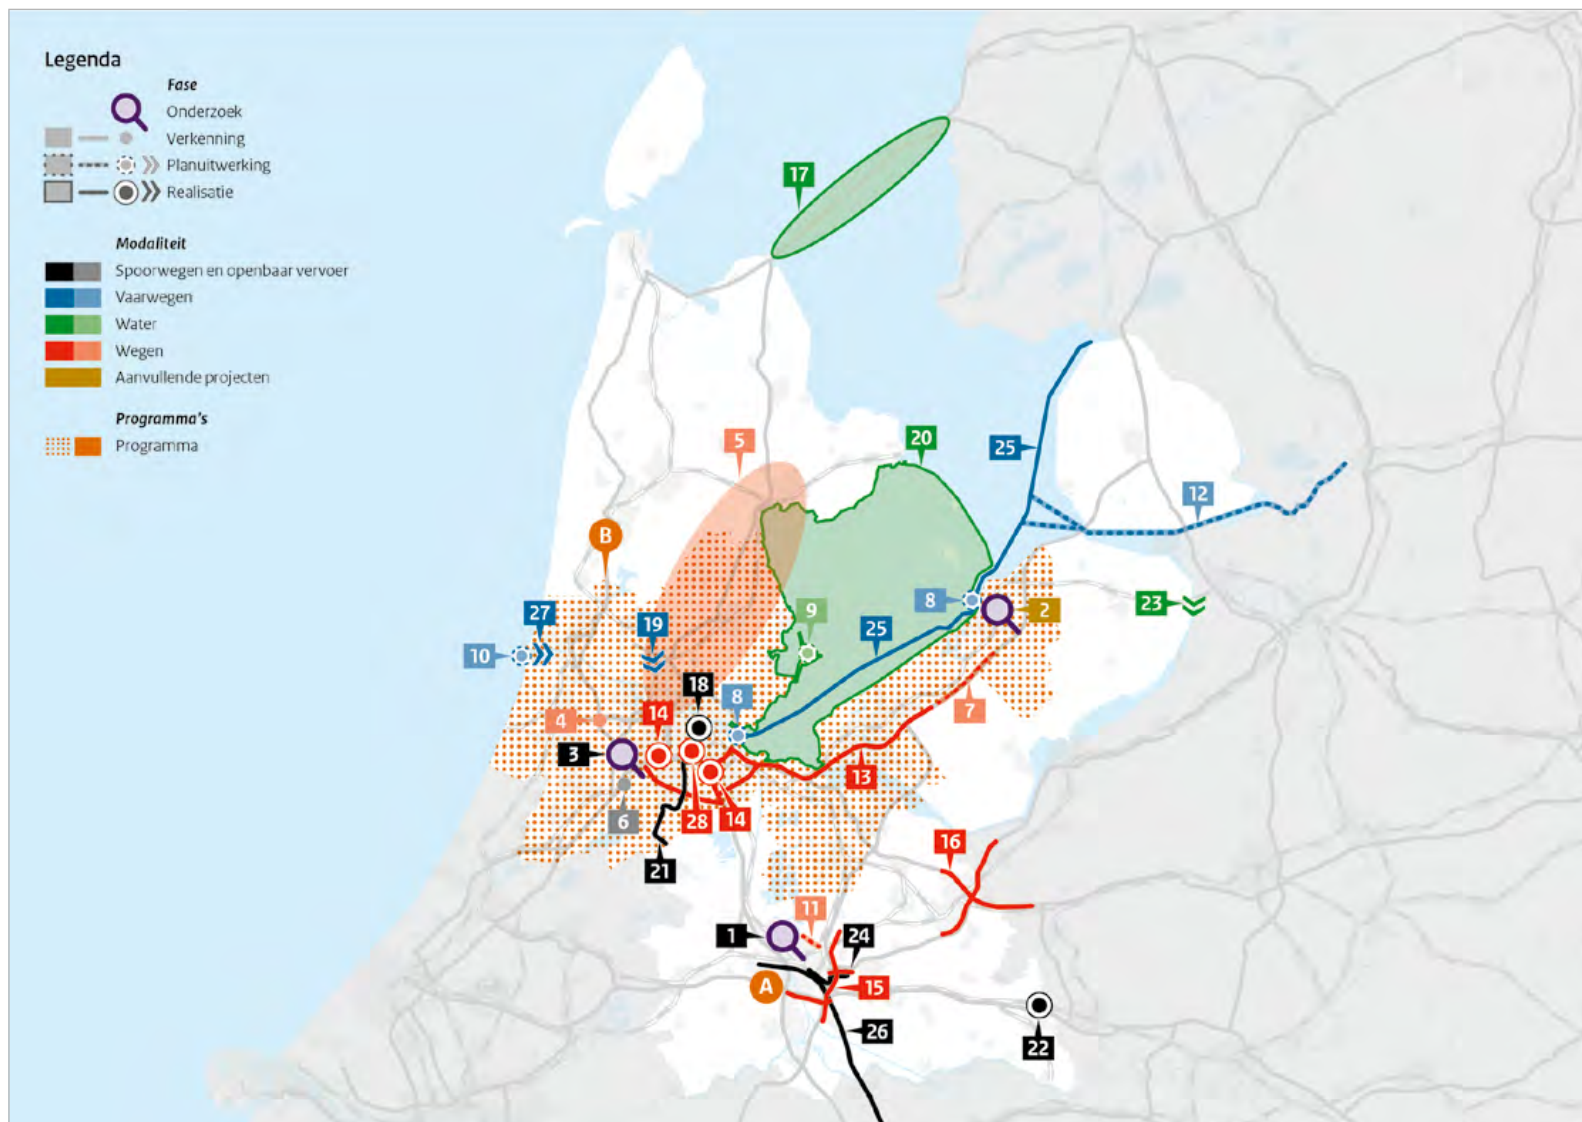 Legenda
Fase
Onderzoek
Verkenning
Planuitwerking
Realisatie
Modaliteit
Spoorwegen en openbaar vervoer
Vaarwegen
Water
Wegen
Aanvullende projecten
Programma's
Programma
17
5
20
25
12
B
27
19
9
8
2
23
10
25
18
8
4
14
7
3
13
6
28
14
21
16
11
1
24
A
15
26
22